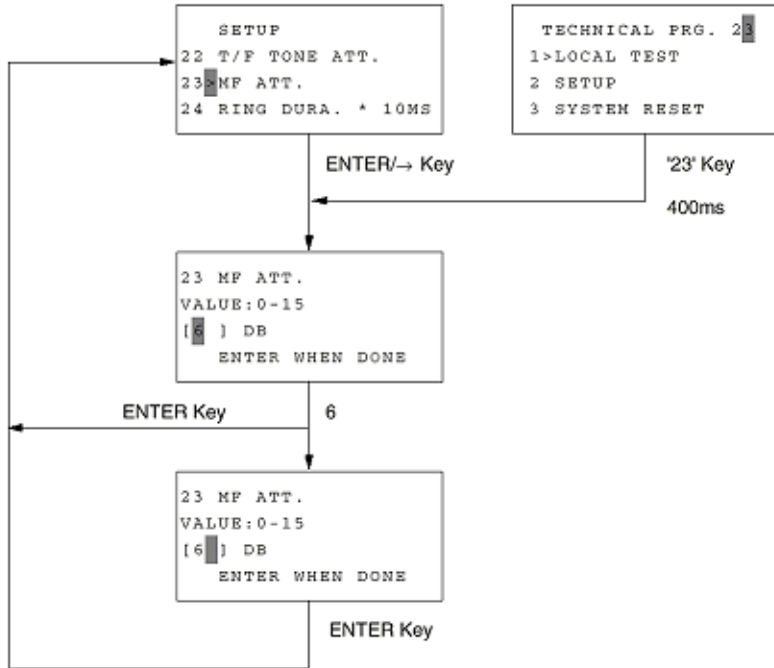 SETUP
22 T/F TONE ATT.
23>MF ATT.
24 RING DURA. * 10MS
TECHNICAL PRG. 23
1>LOCAL TEST
2 SETUP
3 SYSTEM RESET
ENTER/→ Key
"23" Key
400ms
23 MF ATT.
VALUE:0-15
[6 ] DB
ENTER WHEN DONE
ENTER Key
6
23 MF ATT.
VALUE:0-15
[6 ] DB
ENTER WHEN DONE
ENTER Key